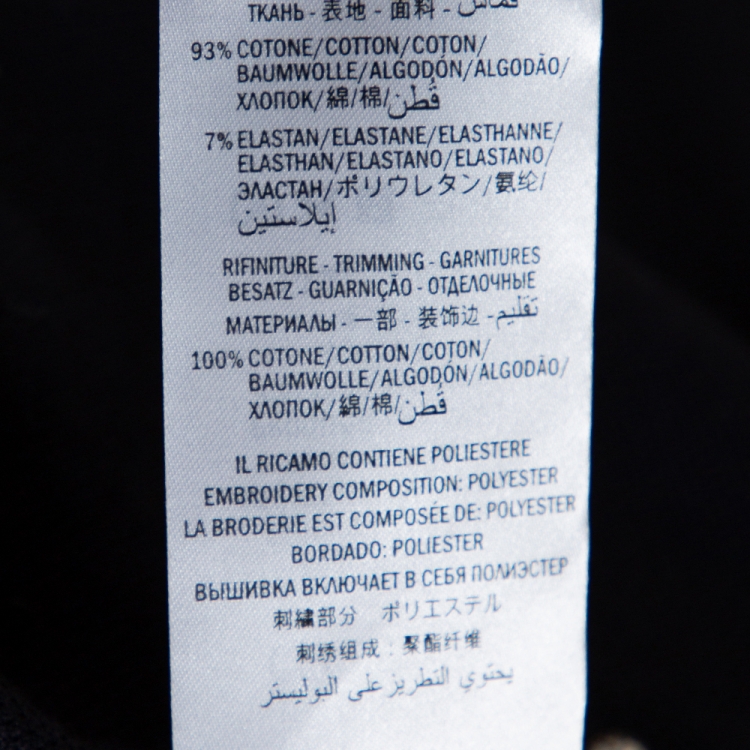 ТКАНЬ - 表地 - 面料 - قماش
93% COTONE/COTTON/COTON/
BAUMWOLLE/ALGODÓN/ALGODÃO/
ХЛОПОК/綿/棉/قُطن
7% ELASTAN/ELASTANE/ELASTHANNE/
ELASTHAN/ELASTANO/ELASTANO/
ЭЛАСТАН/ポリウレタン/氨纶/
إيلاستين
RIFINITURE - TRIMMING - GARNITURES
BESATZ - GUARNIÇÃO - ОТДЕЛОЧНЫЕ
МАТЕРИАЛЫ - 一部 - 装饰边 - تقليم
100% COTONE/COTTON/COTON/
BAUMWOLLE/ALGODÓN/ALGODÃO/
ХЛОПОК/綿/棉/قُطن
IL RICAMO CONTIENE POLIESTERE
EMBROIDERY COMPOSITION: POLYESTER
LA BRODERIE EST COMPOSÉE DE: POLYESTER
BORDADO: POLIESTER
ВЫШИВКА ВКЛЮЧАЕТ В СЕБЯ ПОЛИЭСТЕР
刺繍部分 ポリエステル
刺绣组成：聚酯纤维
يحتوي التطريز على البوليستر